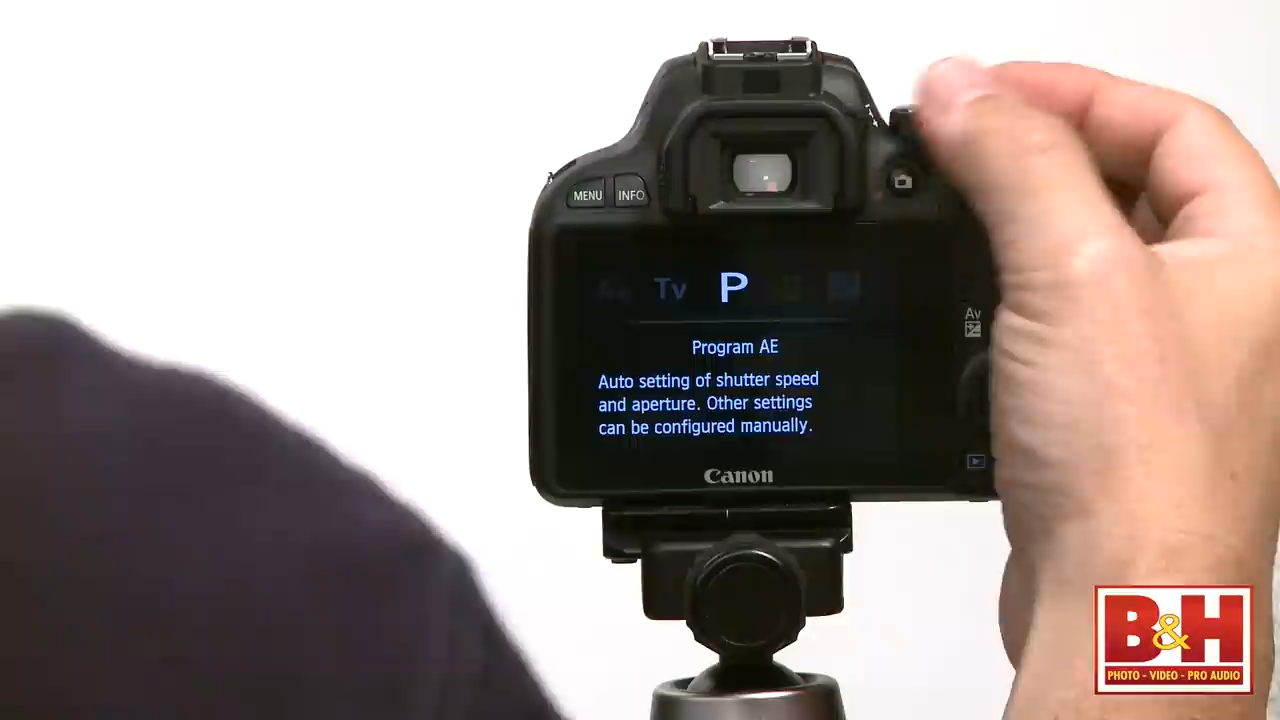 MENU INFO
Tv P
Av
Program AE
Auto setting of shutter speed
and aperture. Other settings
can be configured manually.
Canon
B&H
PHOTO - VIDEO - PRO AUDIO